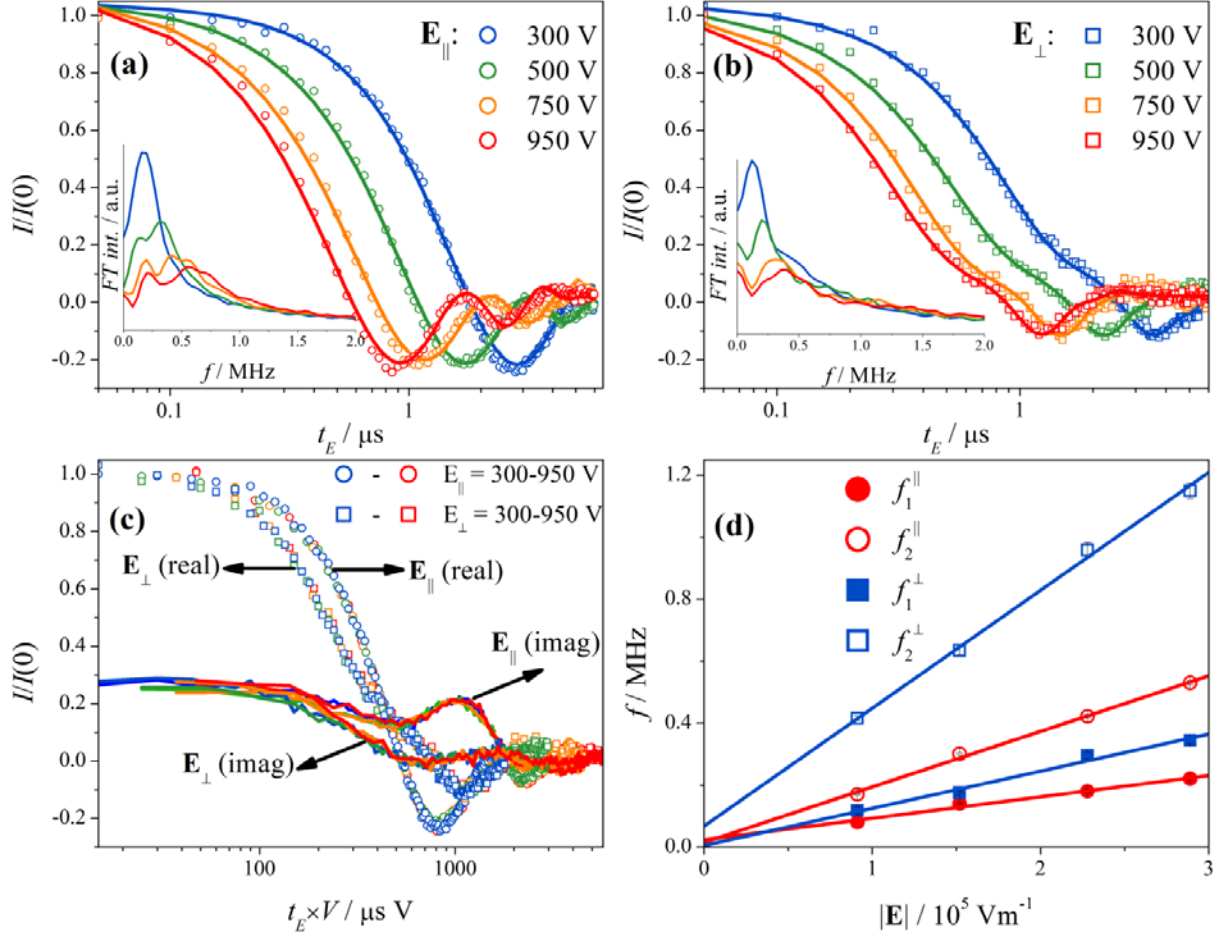 (a)
E∥:
300 V
500 V
750 V
950 V
I/I(0)
1.0
0.8
0.6
0.4
0.2
0.0
-0.2
0.1
1
t_E / μs
FT int. / a.u.
0.0
0.5
1.0
1.5
2.0
f / MHz
(b)
E⊥:
300 V
500 V
750 V
950 V
I/I(0)
1.0
0.8
0.6
0.4
0.2
0.0
-0.2
0.1
1
t_E / μs
FT int. / a.u.
0.0
0.5
1.0
1.5
2.0
f / MHz
(c)
- E∥ = 300-950 V
- E⊥ = 300-950 V
E⊥ (real)
E∥ (real)
E∥ (imag)
E⊥ (imag)
I/I(0)
1.0
0.8
0.6
0.4
0.2
0.0
-0.2
100
1000
t_E×V / μs V
(d)
f₁∥
f₂∥
f₁⊥
f₂⊥
f / MHz
1.2
0.8
0.4
0.0
0
1
2
3
|E| / 10⁵ Vm⁻¹